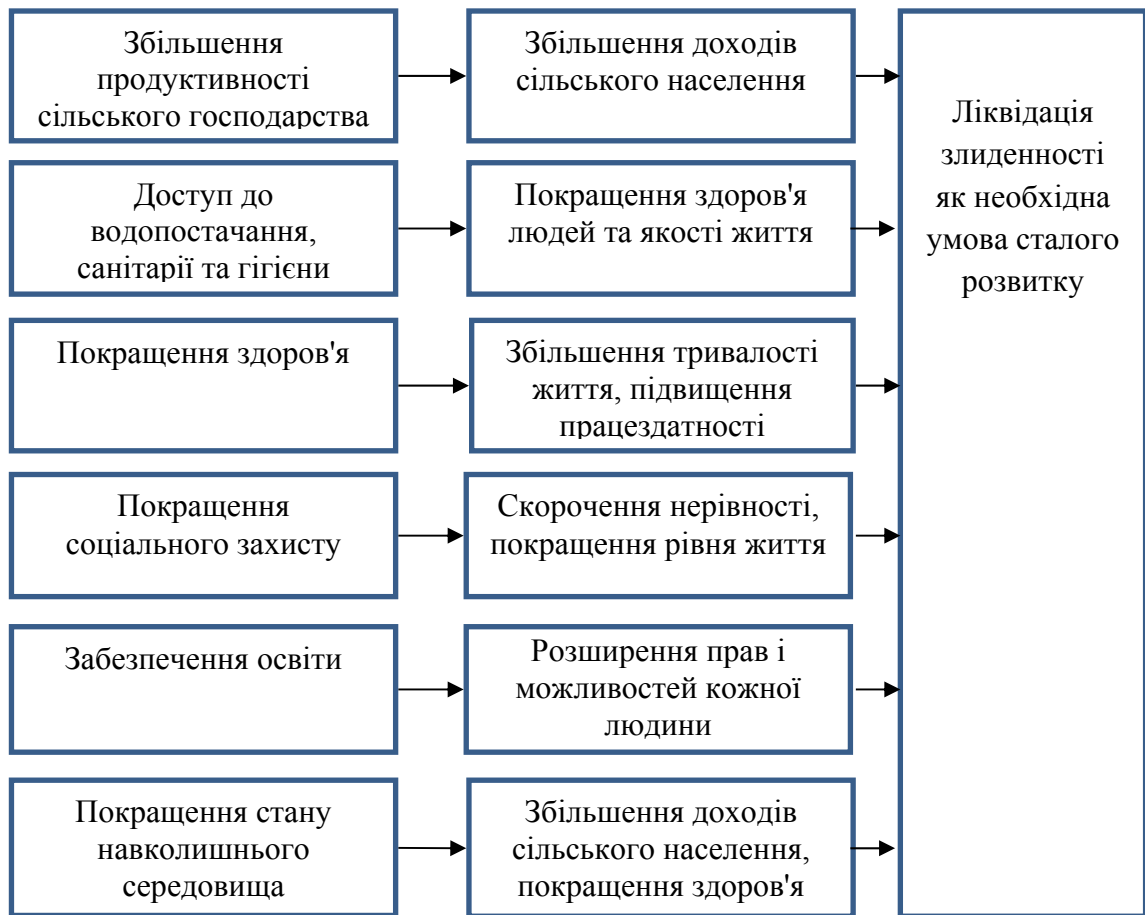 Збільшення
продуктивності
сільського господарства
Збільшення доходів
сільського населення
Ліквідація
злиденності
як необхідна
умова сталого
розвитку
Доступ до
водопостачання,
санітарії та гігієни
Покращення здоров'я
людей та якості життя
Покращення здоров'я
Збільшення тривалості
життя, підвищення
працездатності
Покращення
соціального захисту
Скорочення нерівності,
покращення рівня життя
Забезпечення освіти
Розширення прав і
можливостей кожної
людини
Покращення стану
навколишнього
середовища
Збільшення доходів
сільського населення,
покращення здоров'я